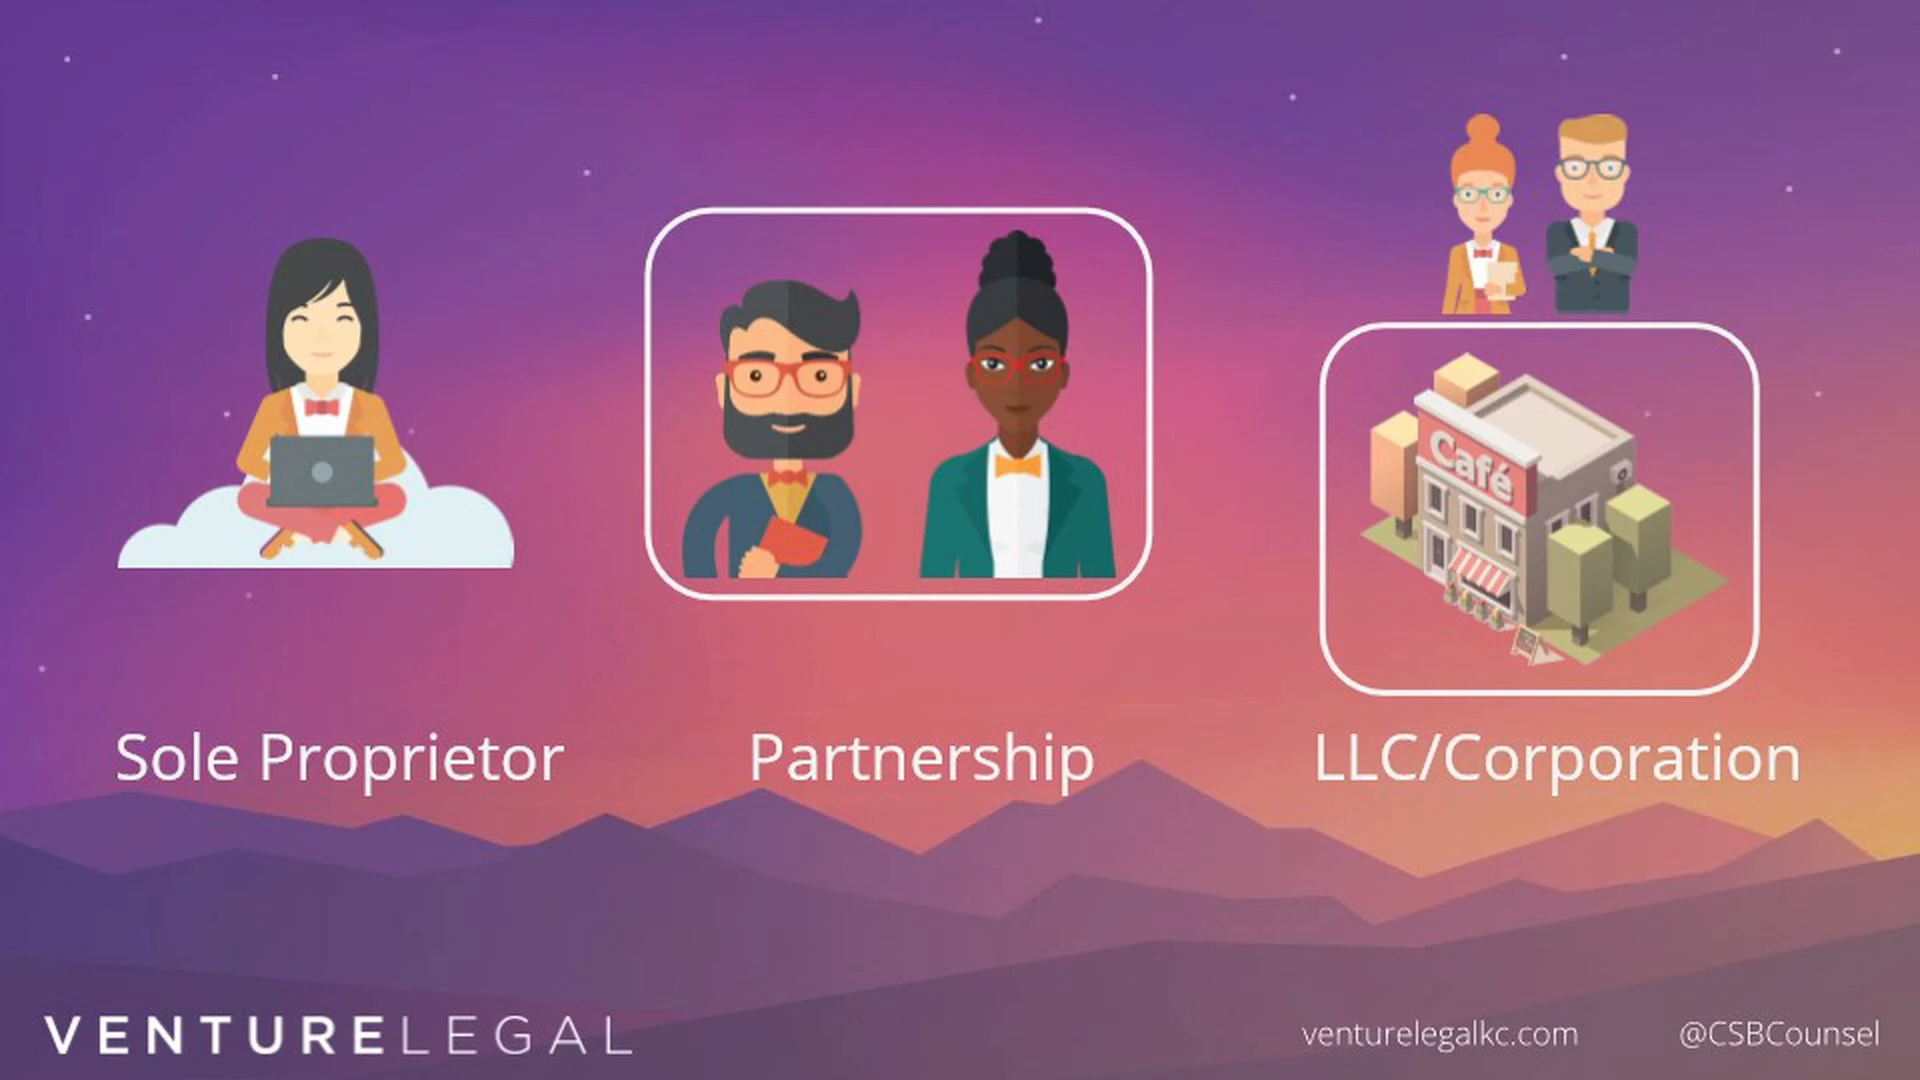 Café
Sole Proprietor
Partnership
LLC/Corporation
VENTURELEGAL
venturelegalkc.com
@CSBCounsel